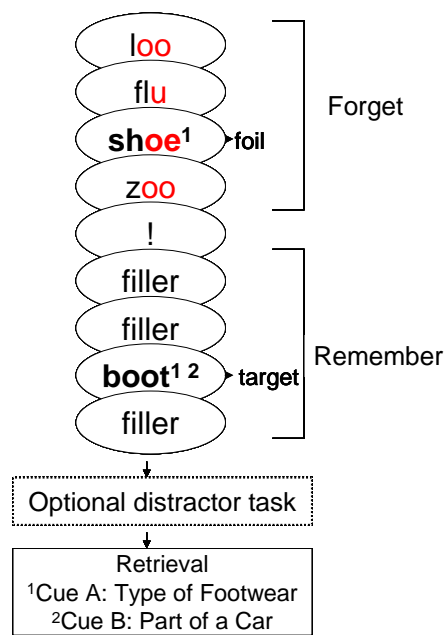 loo
flu
shoe¹
foil
zoo
Forget
!
filler
filler
boot¹ ²
target
filler
Remember
Optional distractor task
Retrieval
¹Cue A: Type of Footwear
²Cue B: Part of a Car